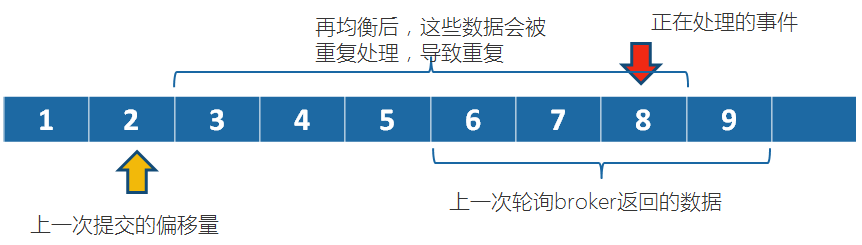 再均衡后，这些数据会被
重复处理，导致重复
正在处理的事件
1 2 3 4 5 6 7 8 9
上一次轮询broker返回的数据
上一次提交的偏移量